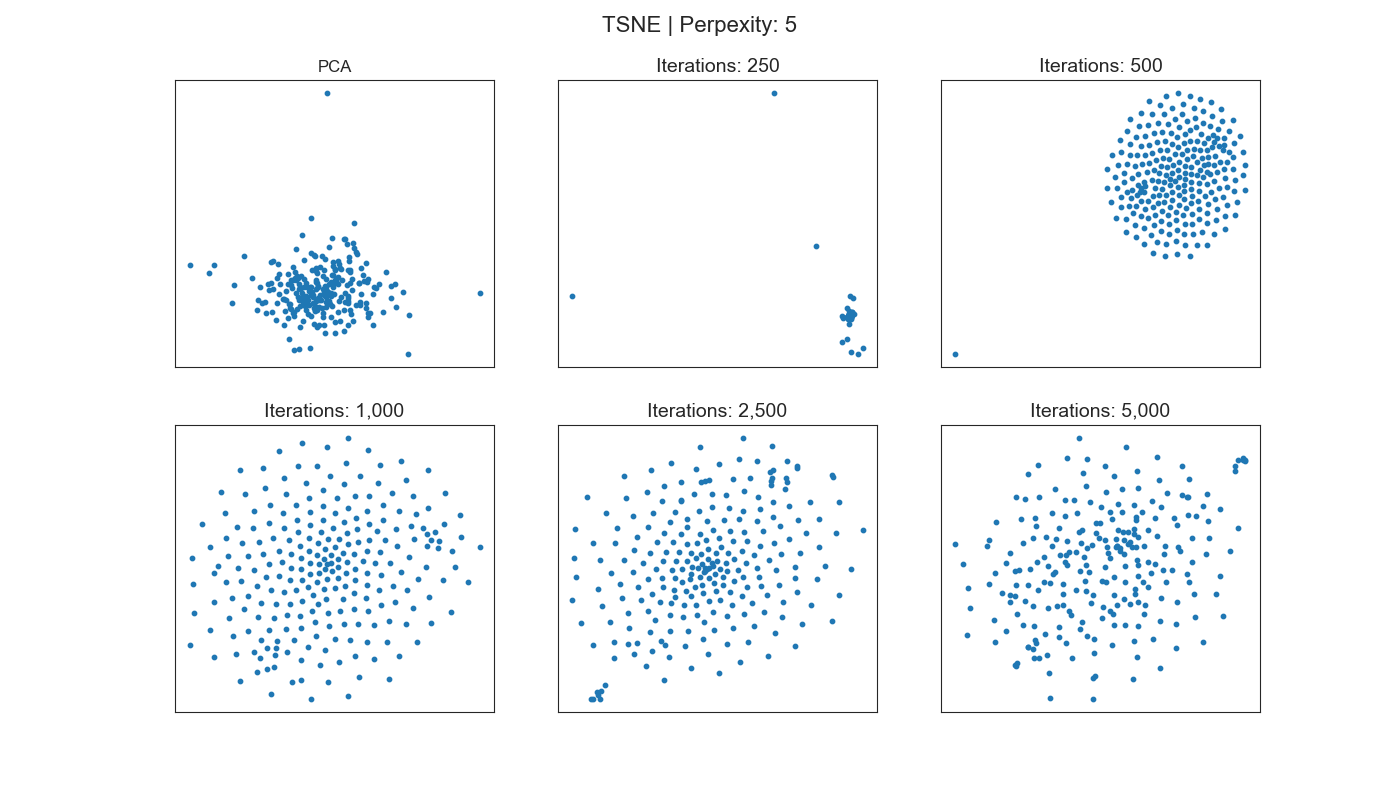 TSNE | Perpexity: 5
PCA
Iterations: 250
Iterations: 500
Iterations: 1,000
Iterations: 2,500
Iterations: 5,000